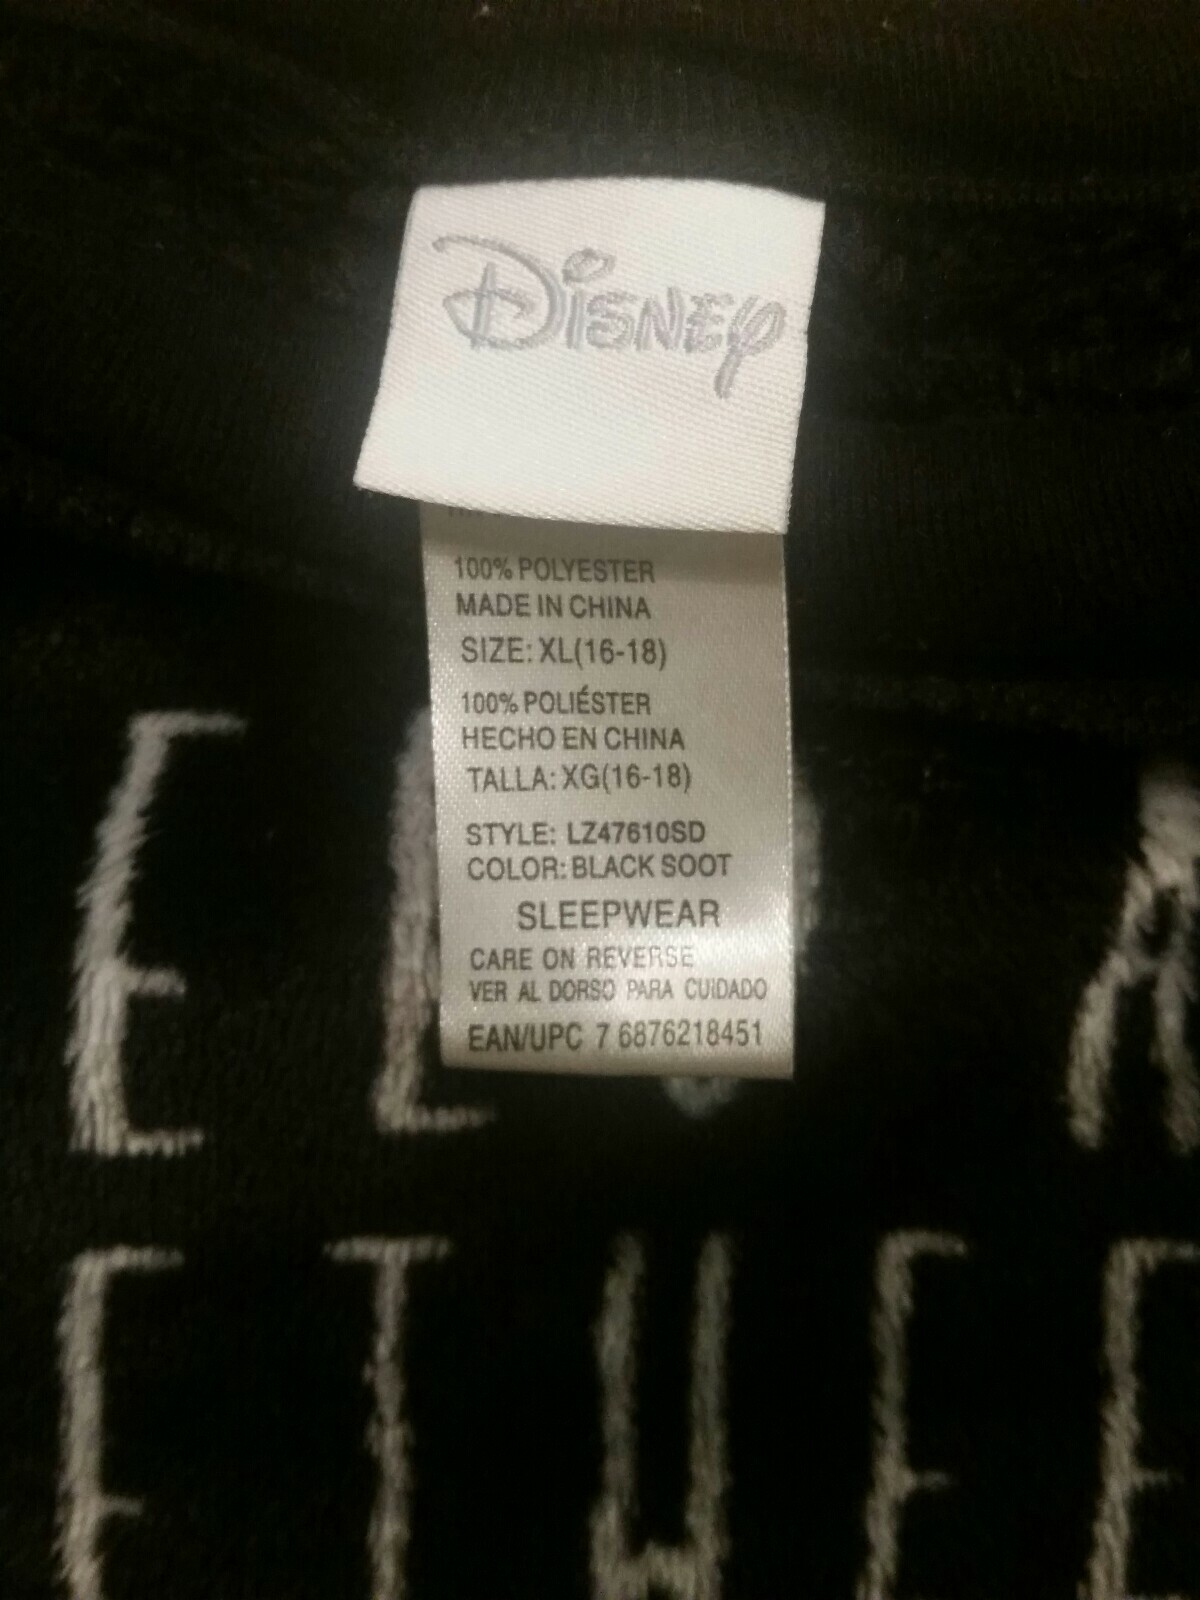 Disney
100% POLYESTER
MADE IN CHINA
SIZE: XL(16-18)
100% POLIÉSTER
HECHO EN CHINA
TALLA: XG(16-18)
STYLE: LZ47610SD
COLOR: BLACK SOOT
SLEEPWEAR
CARE ON REVERSE
VER AL DORSO PARA CUIDADO
EAN/UPC 7 6876218451